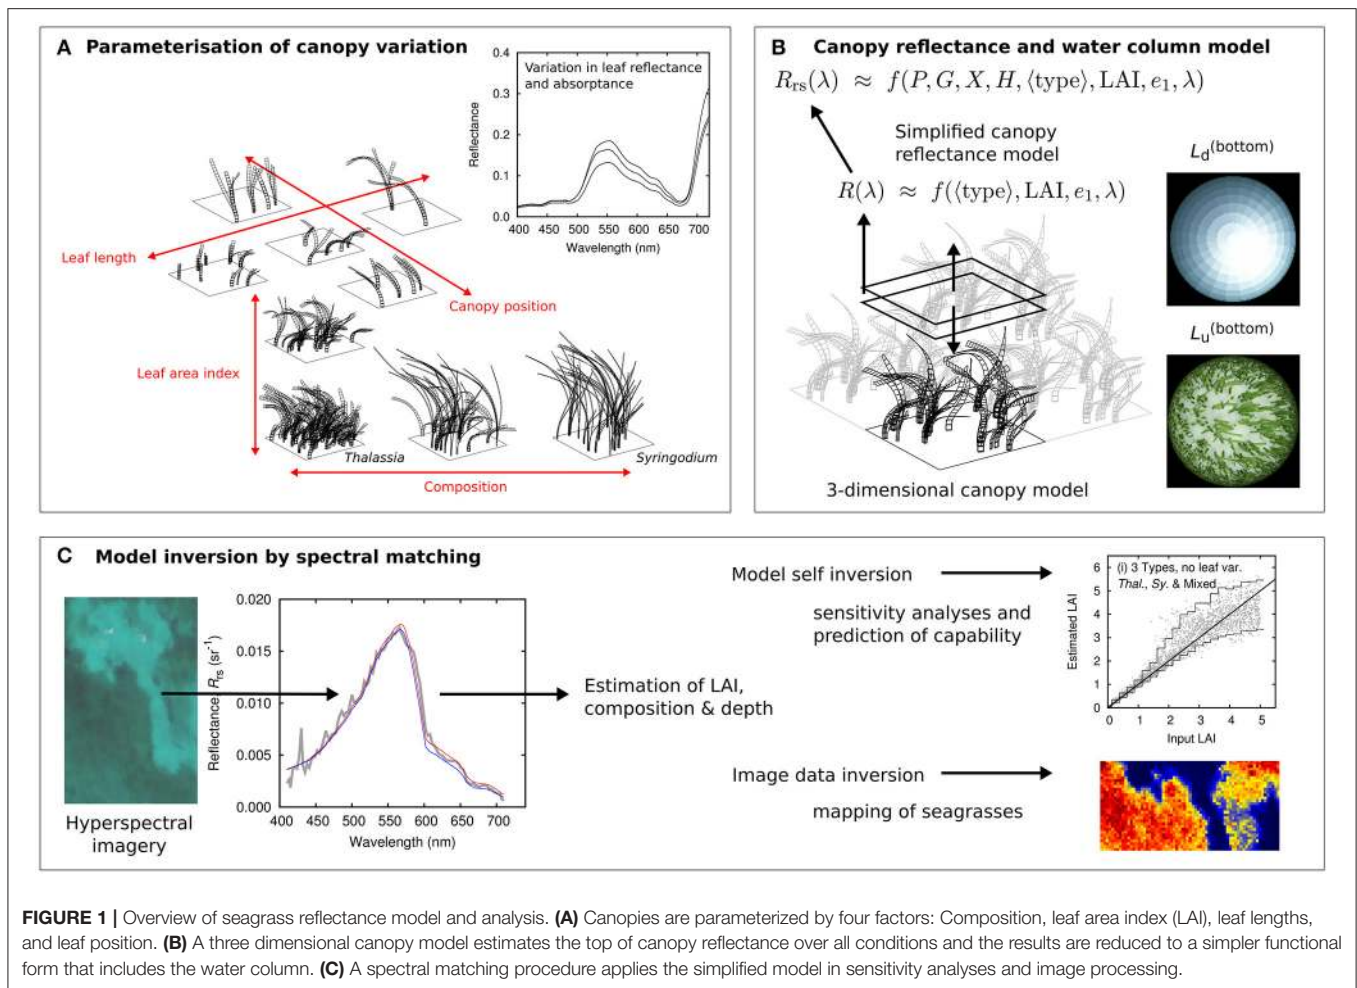 A Parameterisation of canopy variation
Variation in leaf reflectance
and absorptance
Reflectance
0.4
0.3
0.2
0.1
0.0
400 450 500 550 600 650 700
Wavelength (nm)
Leaf length
Canopy position
Leaf area index
Thalassia
Syringodium
Composition
B Canopy reflectance and water column model
Rrs(λ) ≈ f(P, G, X, H, ⟨type⟩, LAI, e1, λ)
Simplified canopy
reflectance model
R(λ) ≈ f(⟨type⟩, LAI, e1, λ)
Ld(bottom)
Lu(bottom)
3-dimensional canopy model
C Model inversion by spectral matching
Hyperspectral
imagery
Reflectance, Rrs (sr-1)
0.020
0.015
0.010
0.005
0.000
400 450 500 550 600 650 700
Wavelength (nm)
Estimation of LAI,
composition & depth
Model self inversion
sensitivity analyses and
prediction of capability
Image data inversion
mapping of seagrasses
(i) 3 Types, no leaf var.
Thal., Sy. & Mixed
Estimated LAI
6
5
4
3
2
1
0
0 1 2 3 4 5
Input LAI
FIGURE 1 | Overview of seagrass reflectance model and analysis. (A) Canopies are parameterized by four factors: Composition, leaf area index (LAI), leaf lengths,
and leaf position. (B) A three dimensional canopy model estimates the top of canopy reflectance over all conditions and the results are reduced to a simpler functional
form that includes the water column. (C) A spectral matching procedure applies the simplified model in sensitivity analyses and image processing.